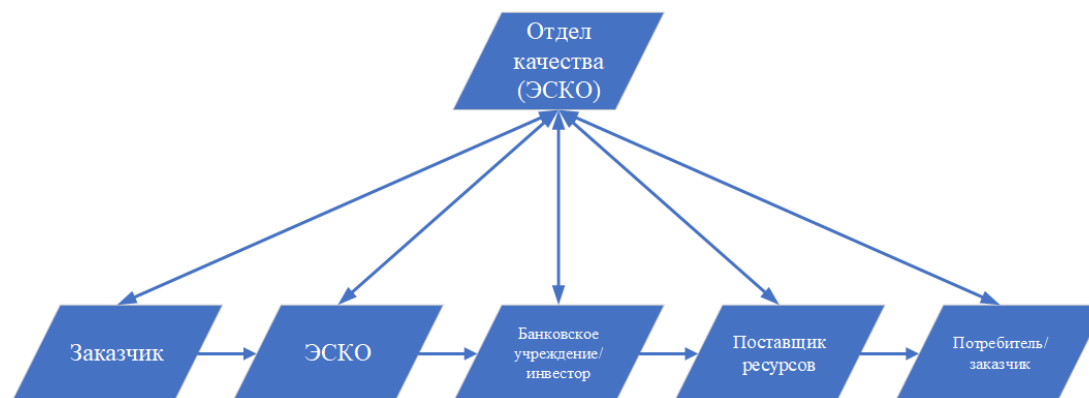 Отдел
качества
(ЭСКО)
Заказчик
ЭСКО
Банковское
учреждение/
инвестор
Поставщик
ресурсов
Потребитель/
заказчик